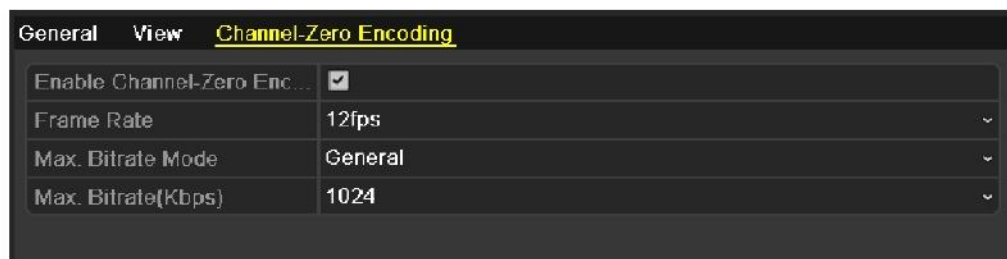 General View Channel-Zero Encoding
Enable Channel-Zero Enc...
Frame Rate 12fps
Max. Bitrate Mode General
Max. Bitrate(Kbps) 1024